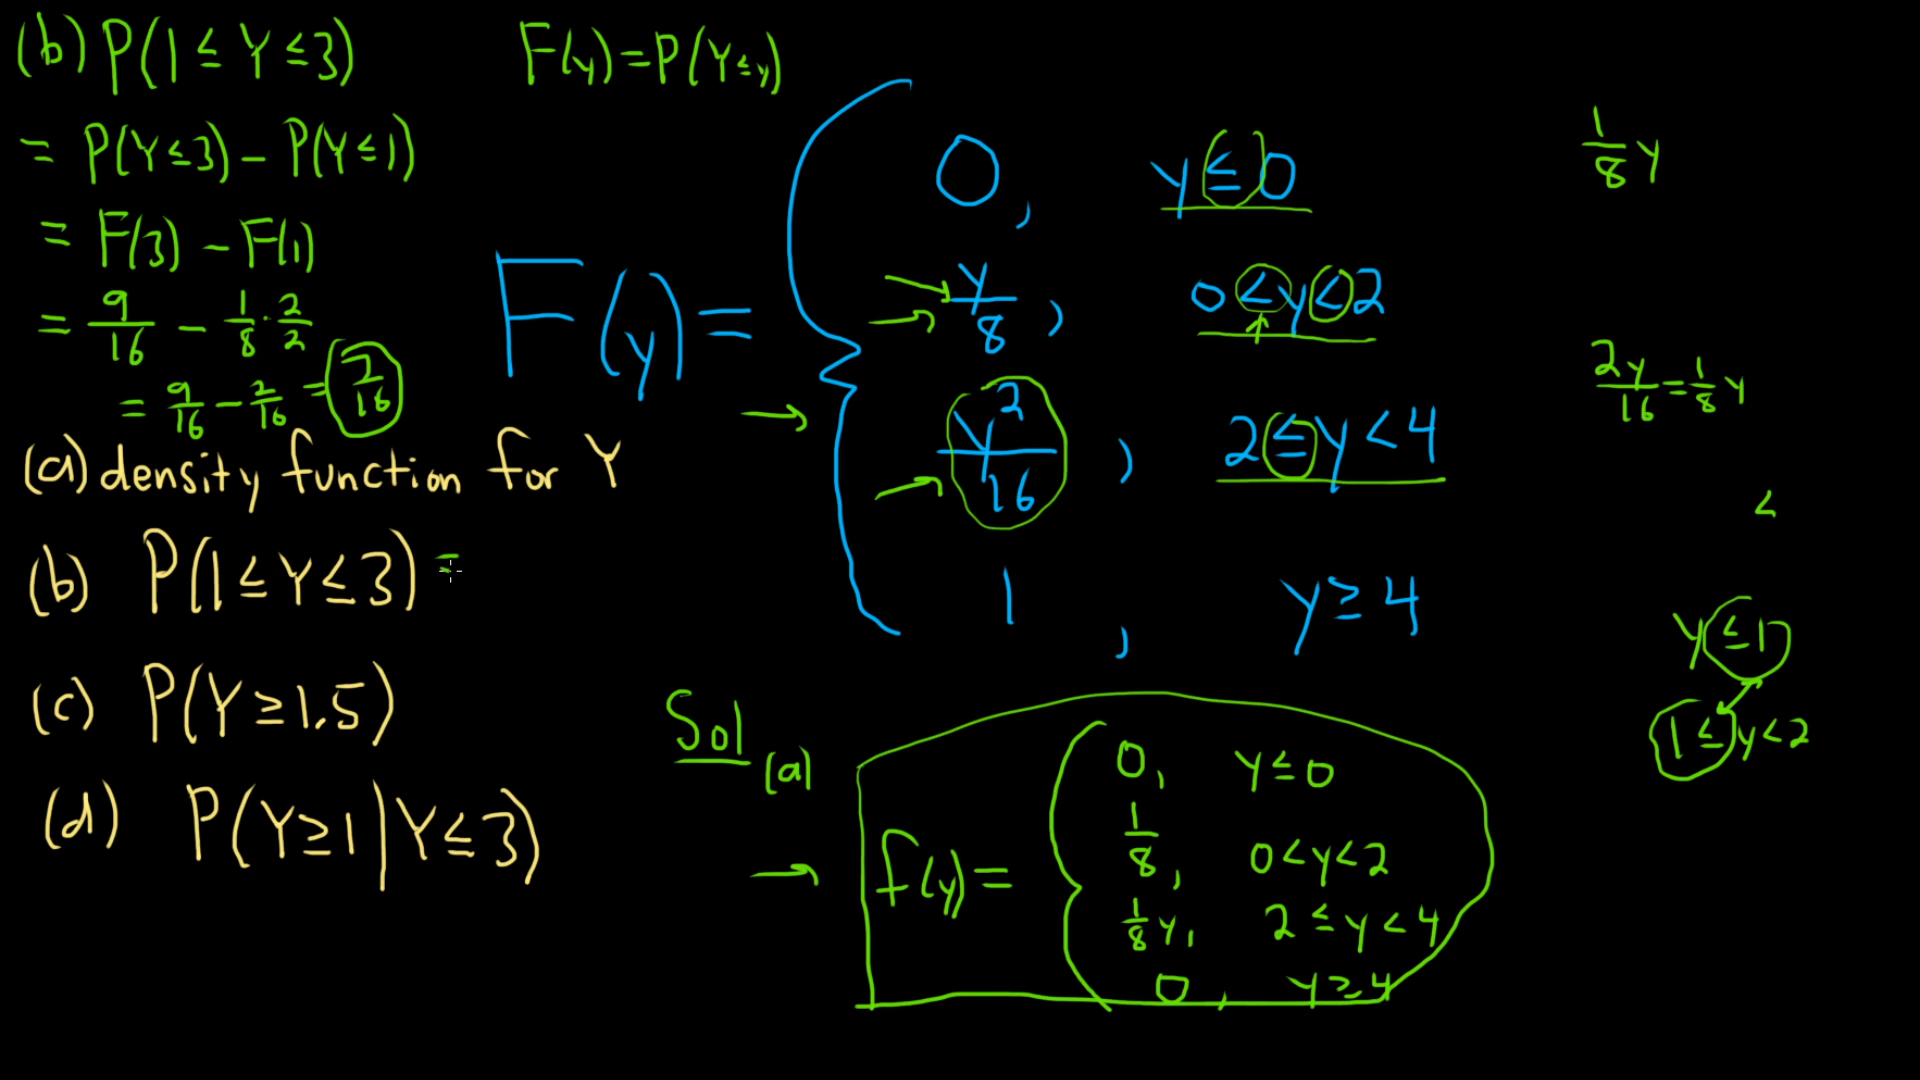 (b) P(1 ≤ Y ≤ 3)
= P(Y ≤ 3) − P(Y ≤ 1)
= F(3) − F(1)
= 9/16 − 1/8 · 2/2
= 9/16 − 2/16 = 7/16
F(y) = P(Y ≤ y)
F(y) =
0, y ≤ 0
y/8, 0 < y < 2
y²/16, 2 ≤ y < 4
1, y ≥ 4
(a) density function for Y
(b) P(1 ≤ Y ≤ 3) =
(c) P(Y ≥ 1.5)
(d) P(Y ≥ 1 | Y ≤ 3)
Sol
(a)
f(y) =
0, y ≤ 0
1/8, 0 < y < 2
1/8 y, 2 ≤ y < 4
0, y ≥ 4
1/8 y
2y/16 = 1/8 y
<
y ≤ 1
1 ≤ y < 2